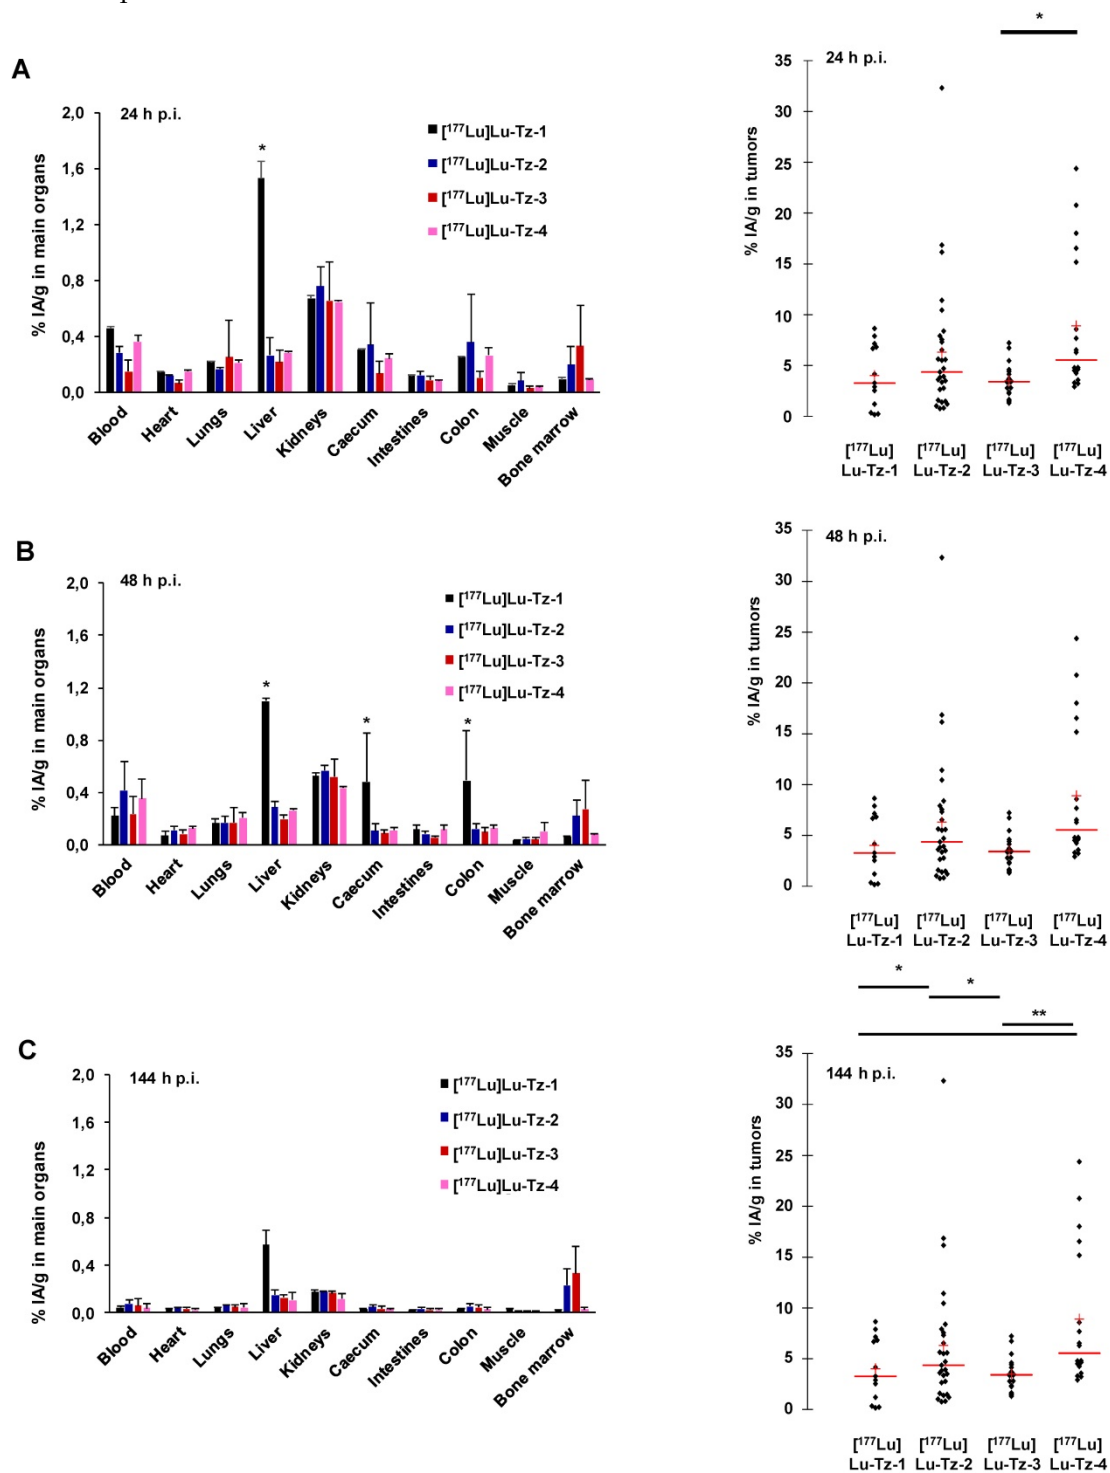 *
A
24 h p.i.
% IA/g in main organs
2,0
1,6
1,2
0,8
0,4
0,0
*
[177Lu]Lu-Tz-1
[177Lu]Lu-Tz-2
[177Lu]Lu-Tz-3
[177Lu]Lu-Tz-4
Blood Heart Lungs Liver Kidneys Caecum Intestines Colon Muscle Bone marrow
24 h p.i.
% IA/g in tumors
35
30
25
20
15
10
5
0
[177Lu] [177Lu] [177Lu] [177Lu]
Lu-Tz-1 Lu-Tz-2 Lu-Tz-3 Lu-Tz-4
B
48 h p.i.
% IA/g in main organs
2,0
1,6
1,2
0,8
0,4
0,0
* * *
[177Lu]Lu-Tz-1
[177Lu]Lu-Tz-2
[177Lu]Lu-Tz-3
[177Lu]Lu-Tz-4
Blood Heart Lungs Liver Kidneys Caecum Intestines Colon Muscle Bone marrow
48 h p.i.
% IA/g in tumors
35
30
25
20
15
10
5
0
[177Lu] [177Lu] [177Lu] [177Lu]
Lu-Tz-1 Lu-Tz-2 Lu-Tz-3 Lu-Tz-4
* *
**
C
144 h p.i.
% IA/g in main organs
2,0
1,6
1,2
0,8
0,4
0,0
[177Lu]Lu-Tz-1
[177Lu]Lu-Tz-2
[177Lu]Lu-Tz-3
[177Lu]Lu-Tz-4
Blood Heart Lungs Liver Kidneys Caecum Intestines Colon Muscle Bone marrow
144 h p.i.
% IA/g in tumors
35
30
25
20
15
10
5
0
[177Lu] [177Lu] [177Lu] [177Lu]
Lu-Tz-1 Lu-Tz-2 Lu-Tz-3 Lu-Tz-4